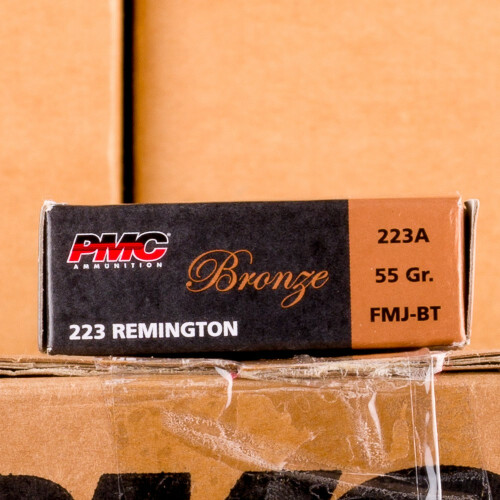 PMC
AMMUNITION
Bronze
223 REMINGTON
223A
55 Gr.
FMJ-BT